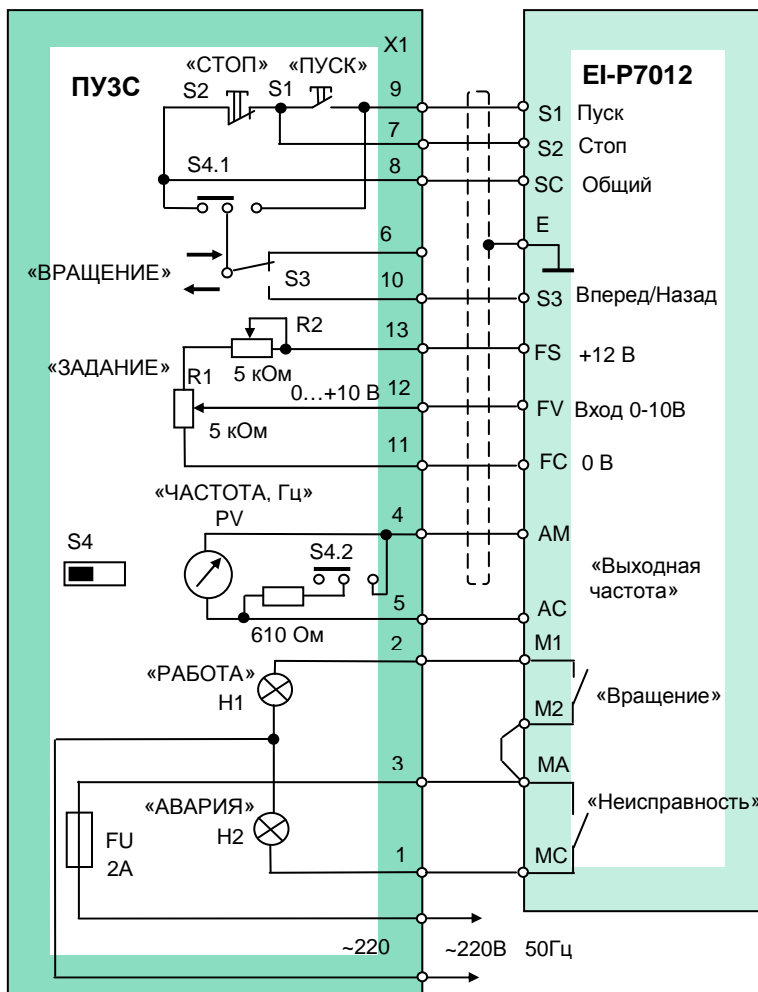 X1
ПУ3С
EI-P7012
«СТОП» «ПУСК»
S2 S1 9
S1 Пуск
7
S2 Стоп
S4.1 8
SC Общий
E
6
«ВРАЩЕНИЕ»
S3 10
S3 Вперед/Назад
R2 13
FS +12 В
«ЗАДАНИЕ»
R1 5 кОм
0…+10 В 12
FV Вход 0-10В
5 кОм
11
FC 0 В
«ЧАСТОТА, Гц»
PV 4
AM
S4
S4.2
«Выходная
частота»
5
AC
610 Ом
2
M1
«РАБОТА»
H1
«Вращение»
M2
3
MA
«АВАРИЯ»
H2
«Неисправность»
FU
2А
1
MC
~220 ~220В 50Гц